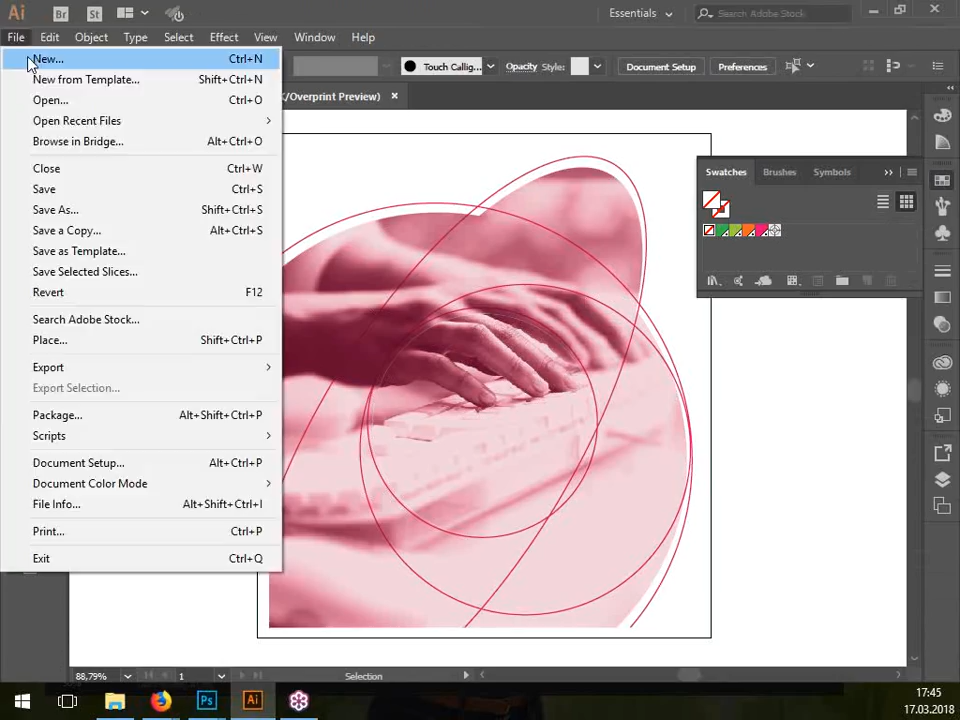 Ai Br St Essentials Search Adobe Stock
File Edit Object Type Select Effect View Window Help
Touch Callig... Opacity Style: Document Setup Preferences
K/Overprint Preview) ×
New... Ctrl+N
New from Template... Shift+Ctrl+N
Open... Ctrl+O
Open Recent Files
Browse in Bridge... Alt+Ctrl+O
Close Ctrl+W
Save Ctrl+S
Save As... Shift+Ctrl+S
Save a Copy... Alt+Ctrl+S
Save as Template...
Save Selected Slices...
Revert F12
Search Adobe Stock...
Place... Shift+Ctrl+P
Export
Export Selection...
Package... Alt+Shift+Ctrl+P
Scripts
Document Setup... Alt+Ctrl+P
Document Color Mode
File Info... Alt+Shift+Ctrl+I
Print... Ctrl+P
Exit Ctrl+Q
Swatches Brushes Symbols
88,79% 1 Selection
Ps Ai
17:45
17.03.2018